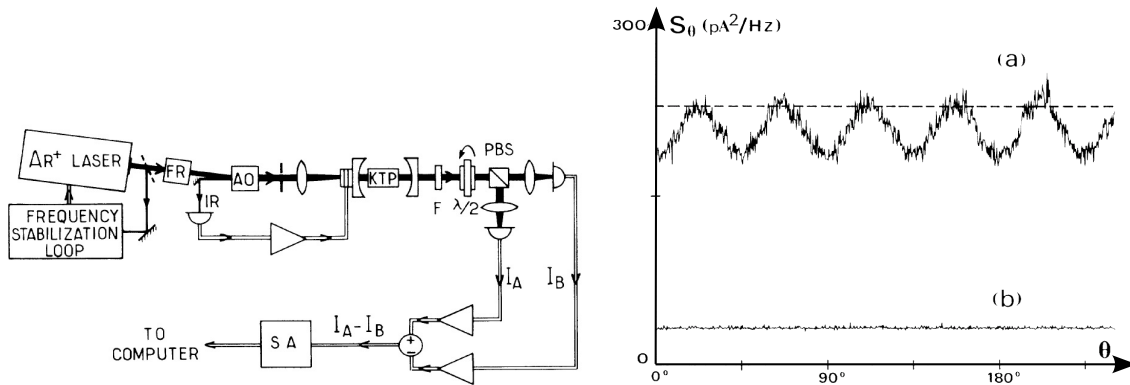 Ar⁺ LASER
FR
AO
IR
KTP
F
λ/2
PBS
FREQUENCY
STABILIZATION
LOOP
I_A
I_B
I_A-I_B
SA
TO
COMPUTER
+
−
300
S_θ (pA²/Hz)
(a)
(b)
0
0°
90°
180°
θ